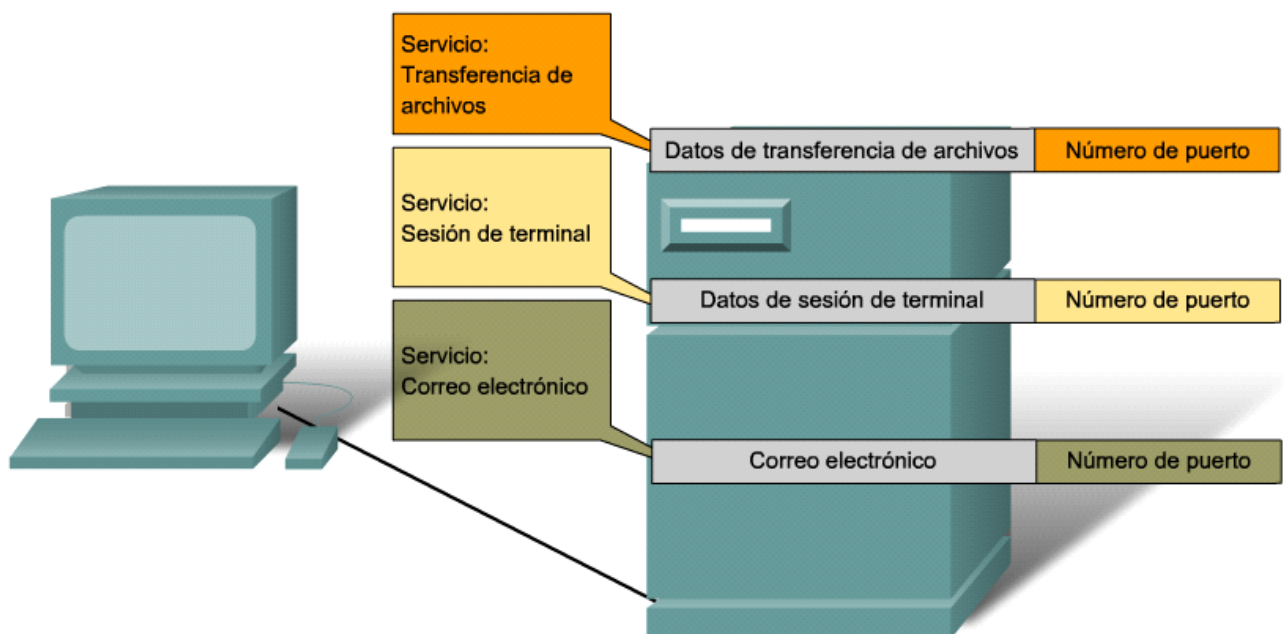 Servicio:
Transferencia de
archivos
Datos de transferencia de archivos
Número de puerto
Servicio:
Sesión de terminal
Datos de sesión de terminal
Número de puerto
Servicio:
Correo electrónico
Correo electrónico
Número de puerto